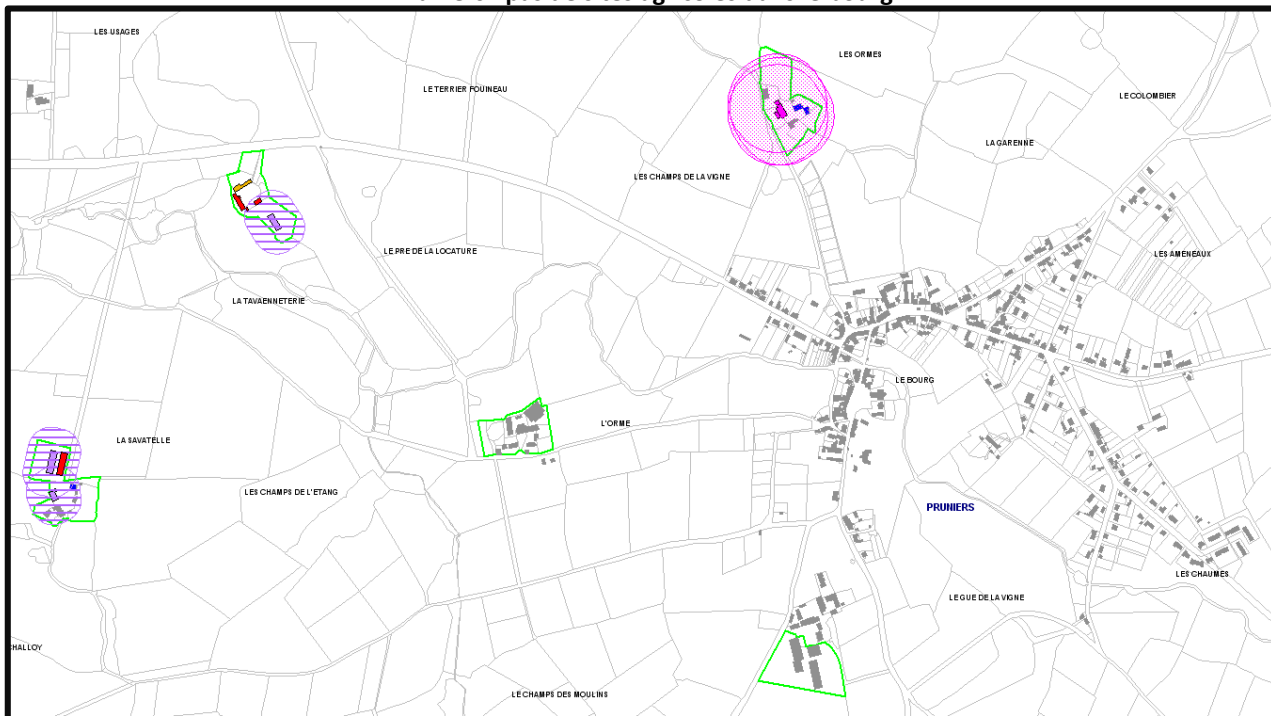 LES USAGES
LES ORMES
LE TERRIER FOUINEAU
LE COLOMBIER
LA GARENNE
LES CHAMPS DE LA VIGNE
LE PRE DE LA LOCATURE
LES AMENEAUX
LA TAVAENNETERIE
LE BOURG
L'ORME
LA SAVATELLE
LES CHAMPS DE L'ETANG
PRUNIERS
LES CHAUMES
LE GUE DE LA VIGNE
CHALLOY
LE CHAMPS DES MOULINS